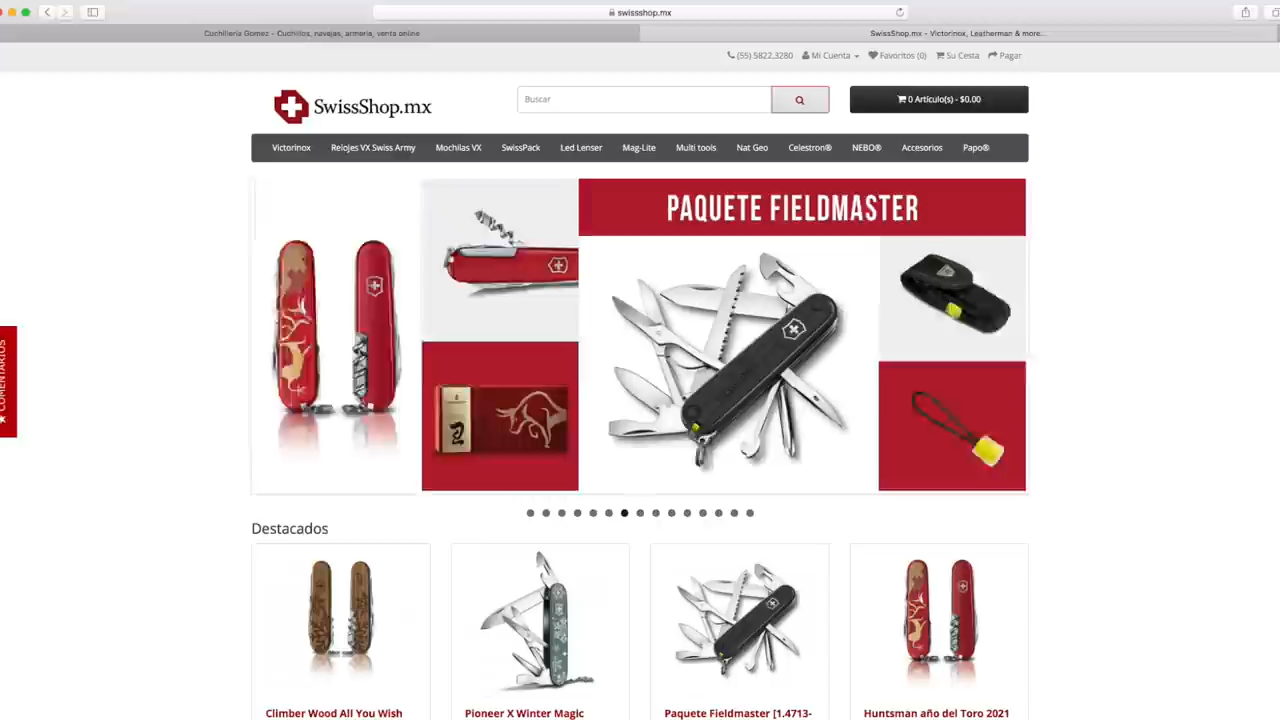 swissshop.mx
Cuchillería Gomez - Cuchillos, navajas, armeria, venta online
SwissShop.mx - Victorinox, Leatherman & more...
(55) 5822,3280 Mi Cuenta Favoritos (0) Su Cesta Pagar
SwissShop.mx
Buscar
0 Artículo(s) - $0.00
Victorinox Relojes VX Swiss Army Mochilas VX SwissPack Led Lenser Mag-Lite Multi tools Nat Geo Celestron® NEBO® Accesorios Papo®
PAQUETE FIELDMASTER
COMENTARIOS
Destacados
Climber Wood All You Wish
Pioneer X Winter Magic
Paquete Fieldmaster [1.4713-
Huntsman año del Toro 2021